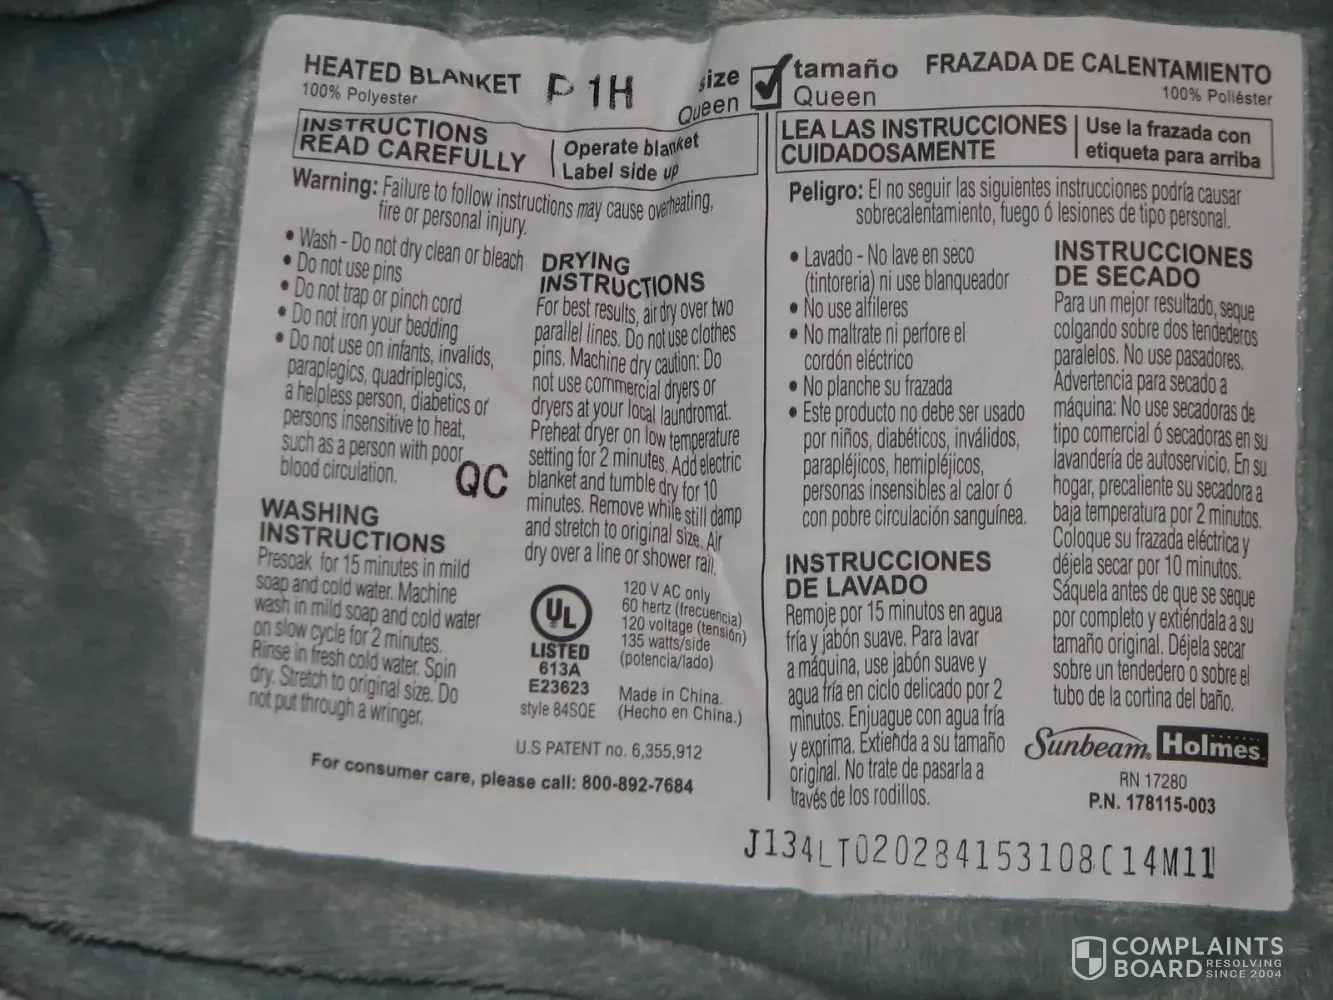 HEATED BLANKET
100% Polyester
P 1H
size
Queen
tamaño
Queen
FRAZADA DE CALENTAMIENTO
100% Poliéster
INSTRUCTIONS
READ CAREFULLY
Operate blanket
Label side up
Warning: Failure to follow instructions may cause overheating,
fire or personal injury.
• Wash - Do not dry clean or bleach
• Do not use pins
• Do not trap or pinch cord
• Do not iron your bedding
• Do not use on infants, invalids,
paraplegics, quadriplegics,
a helpless person, diabetics or
persons insensitive to heat,
such as a person with poor
blood circulation.
QC
WASHING
INSTRUCTIONS
Presoak for 15 minutes in mild
soap and cold water. Machine
wash in mild soap and cold water
on slow cycle for 2 minutes.
Rinse in fresh cold water. Spin
dry. Stretch to original size. Do
not put through a wringer.
DRYING
INSTRUCTIONS
For best results, air dry over two
parallel lines. Do not use clothes
pins. Machine dry caution: Do
not use commercial dryers or
dryers at your local laundromat.
Preheat dryer on low temperature
setting for 2 minutes. Add electric
blanket and tumble dry for 10
minutes. Remove while still damp
and stretch to original size. Air
dry over a line or shower rail.
UL
LISTED
613A
E23623
style 84SQE
120 V AC only
60 hertz (frecuencia)
120 voltage (tensión)
135 watts/side
(potencia/lado)
Made in China.
(Hecho en China.)
U.S PATENT no. 6,355,912
For consumer care, please call: 800-892-7684
LEA LAS INSTRUCCIONES
CUIDADOSAMENTE
Use la frazada con
etiqueta para arriba
Peligro: El no seguir las siguientes instrucciones podría causar
sobrecalentamiento, fuego ó lesiones de tipo personal.
• Lavado - No lave en seco
(tintoreria) ni use blanqueador
• No use alfileres
• No maltrate ni perfore el
cordón eléctrico
• No planche su frazada
• Este producto no debe ser usado
por niños, diabéticos, inválidos,
parapléjicos, hemipléjicos,
personas insensibles al calor ó
con pobre circulación sanguínea.
INSTRUCCIONES
DE LAVADO
Remoje por 15 minutos en agua
fría y jabón suave. Para lavar
a máquina, use jabón suave y
agua fría en ciclo delicado por 2
minutos. Enjuague con agua fría
y exprima. Extienda a su tamaño
original. No trate de pasarla a
través de los rodillos.
INSTRUCCIONES
DE SECADO
Para un mejor resultado, seque
colgando sobre dos tendederos
paralelos. No use pasadores.
Advertencia para secado a
máquina: No use secadoras de
tipo comercial ó secadoras en su
lavandería de autoservicio. En su
hogar, precaliente su secadora a
baja temperatura por 2 minutos.
Coloque su frazada eléctrica y
déjela secar por 10 minutos.
Sáquela antes de que se seque
por completo y extiéndala a su
tamaño original. Déjela secar
sobre un tendedero o sobre el
tubo de la cortina del baño.
Sunbeam. Holmes.
RN 17280
P.N. 178115-003
J134LT020284153108C14M11
COMPLAINTS
BOARD RESOLVING
SINCE 2004